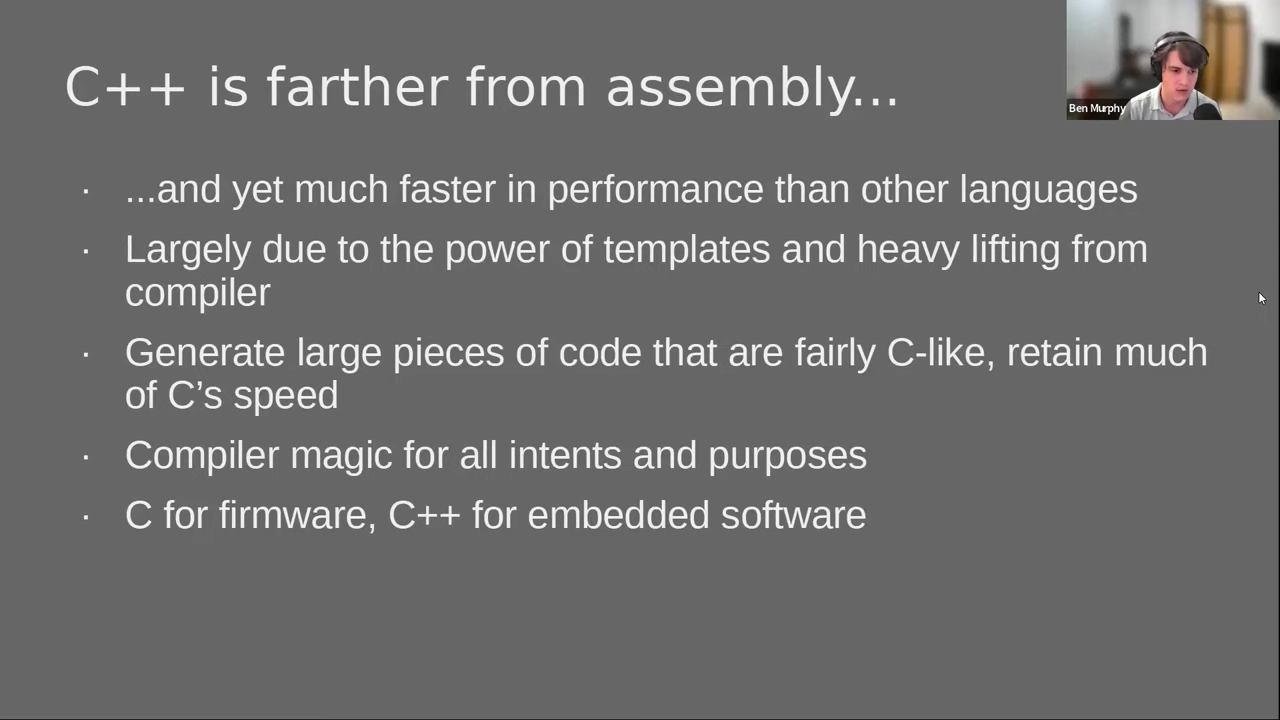 C++ is farther from assembly...
Ben Murphy
· ...and yet much faster in performance than other languages
· Largely due to the power of templates and heavy lifting from
compiler
· Generate large pieces of code that are fairly C-like, retain much
of C’s speed
· Compiler magic for all intents and purposes
· C for firmware, C++ for embedded software